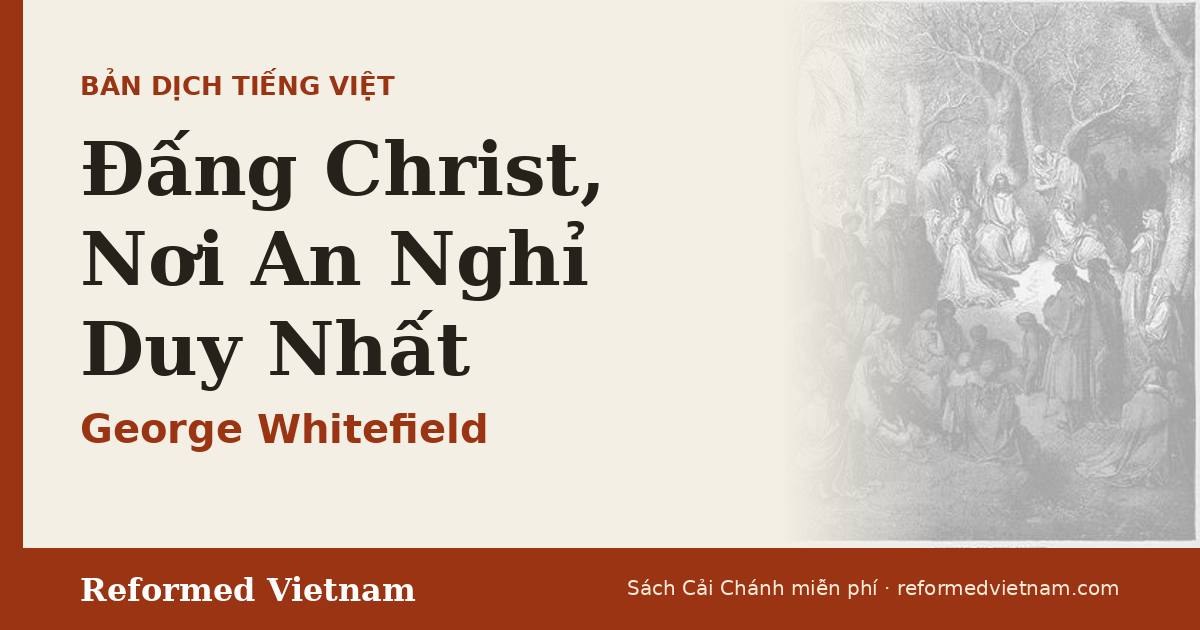 BẢN DỊCH TIẾNG VIỆT
Đấng Christ,
Nơi An Nghỉ
Duy Nhất
George Whitefield
Reformed Vietnam
Sách Cải Chánh miễn phí · reformedvietnam.com